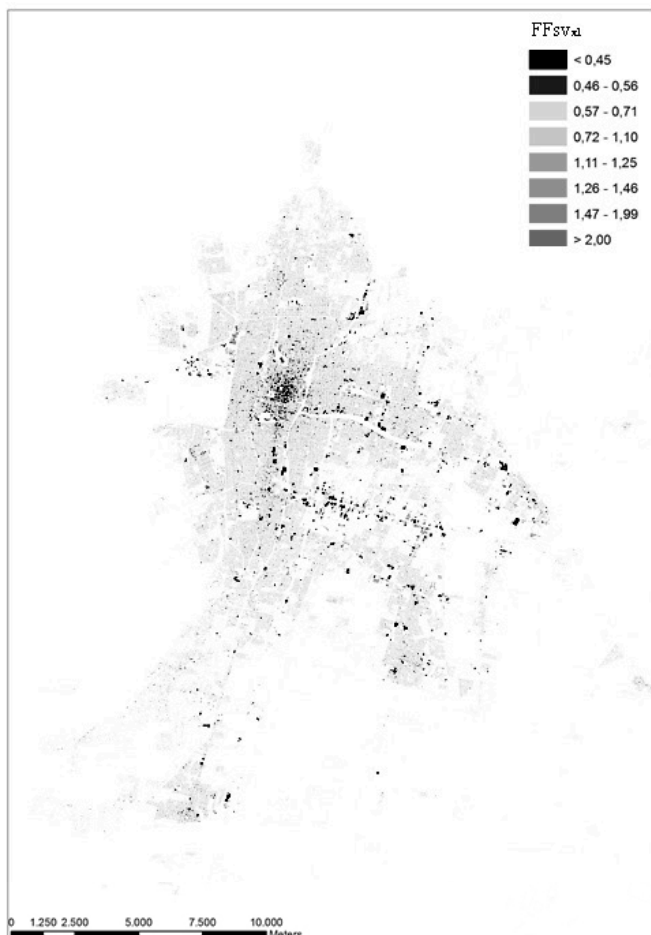 FFsvₓ₁
< 0,45
0,46 - 0,56
0,57 - 0,71
0,72 - 1,10
1,11 - 1,25
1,26 - 1,46
1,47 - 1,99
> 2,00
0 1.250 2.500 5.000 7.500 10.000
Meters